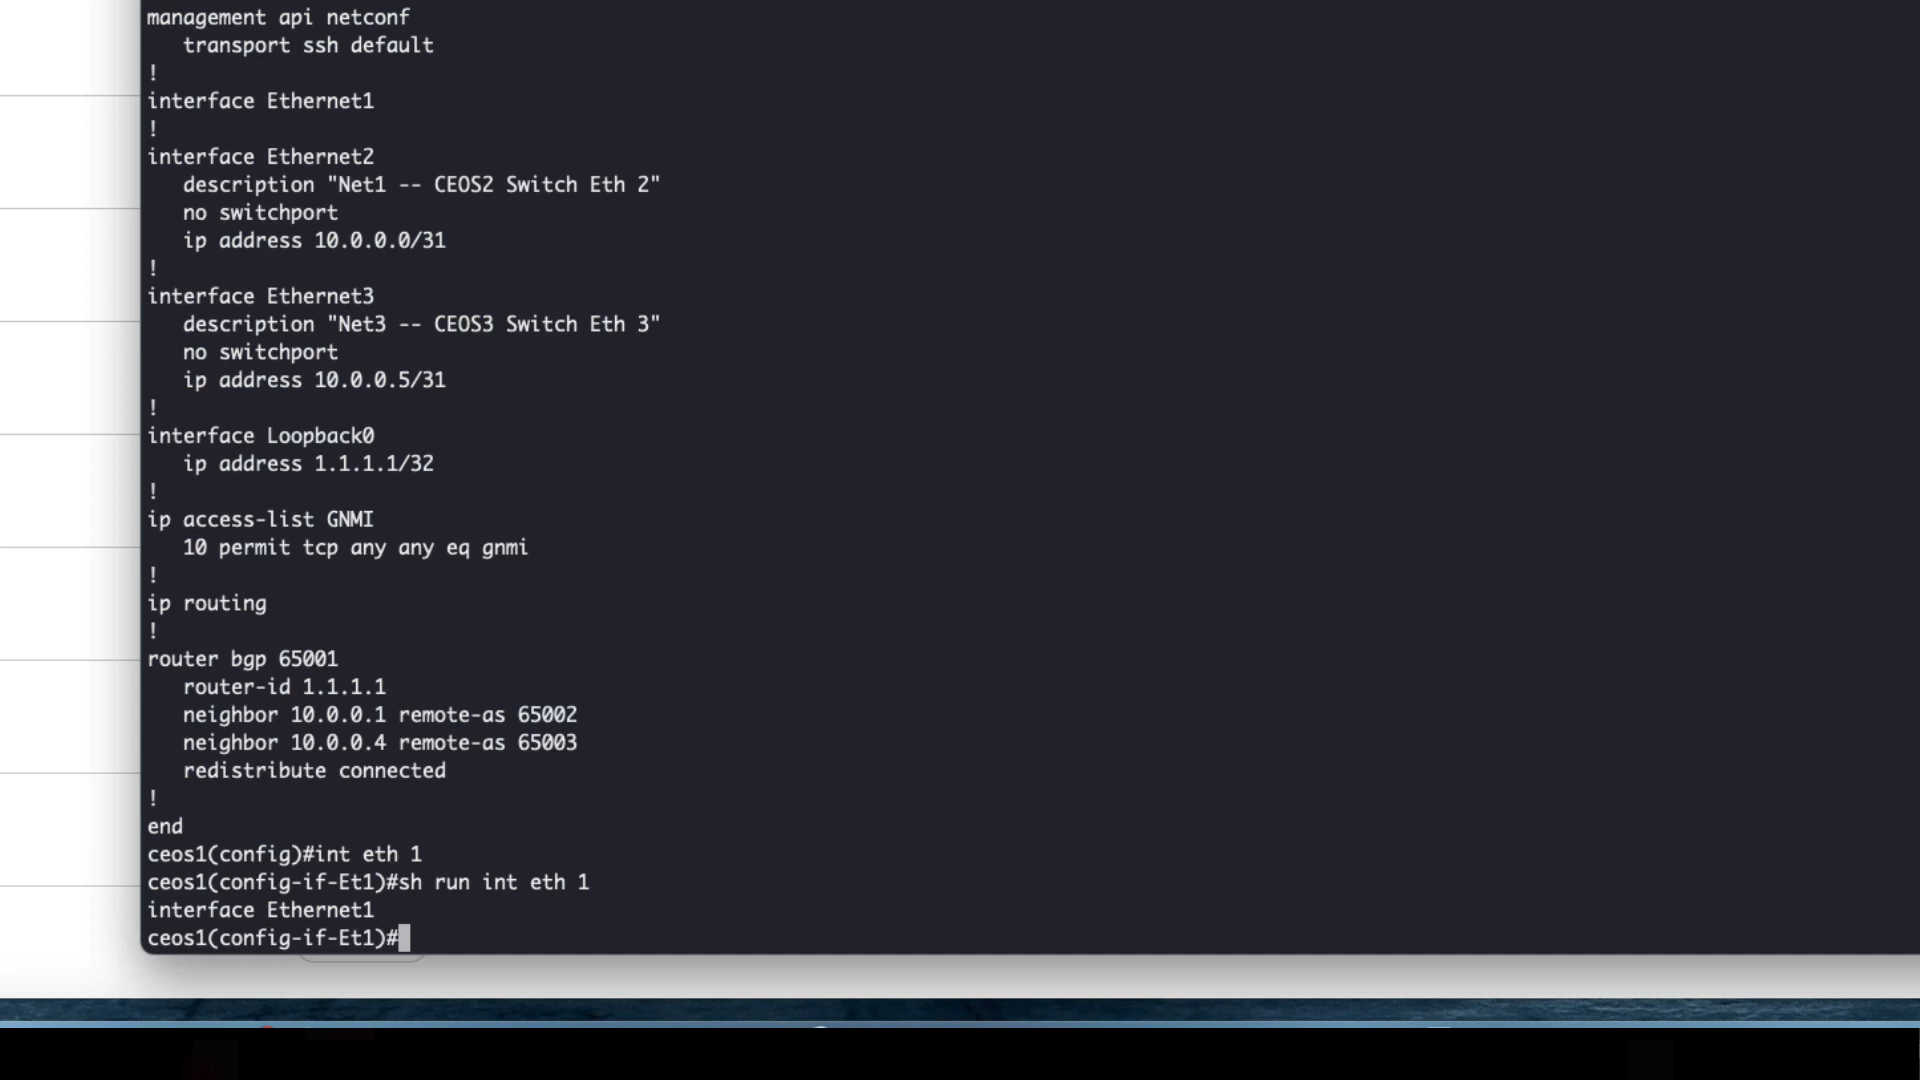 management api netconf
transport ssh default
!
interface Ethernet1
!
interface Ethernet2
description "Net1 -- CEOS2 Switch Eth 2"
no switchport
ip address 10.0.0.0/31
!
interface Ethernet3
description "Net3 -- CEOS3 Switch Eth 3"
no switchport
ip address 10.0.0.5/31
!
interface Loopback0
ip address 1.1.1.1/32
!
ip access-list GNMI
10 permit tcp any any eq gnmi
!
ip routing
!
router bgp 65001
router-id 1.1.1.1
neighbor 10.0.0.1 remote-as 65002
neighbor 10.0.0.4 remote-as 65003
redistribute connected
!
end
ceos1(config)#int eth 1
ceos1(config-if-Et1)#sh run int eth 1
interface Ethernet1
ceos1(config-if-Et1)#